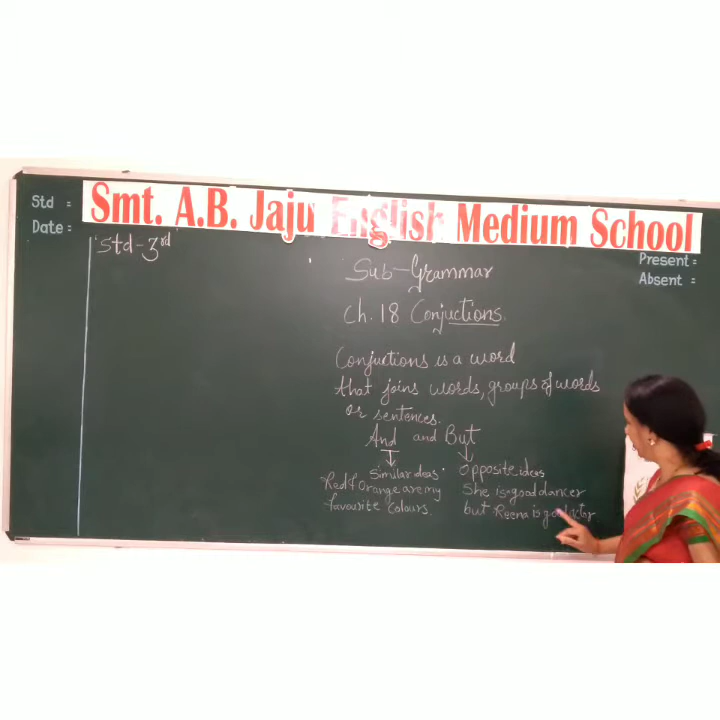 Smt. A.B. Jaju English Medium School
Std =
Date =
Present =
Absent =
Std - 3rd
Sub - Grammar
Ch. 18 Conjuctions.
Conjuctions is a word
that joins words, groups of words
or sentences.
And and But
Similar ideas.
Red & Orange are my
favourite colours.
Opposite ideas
She is good dancer
but Reena is